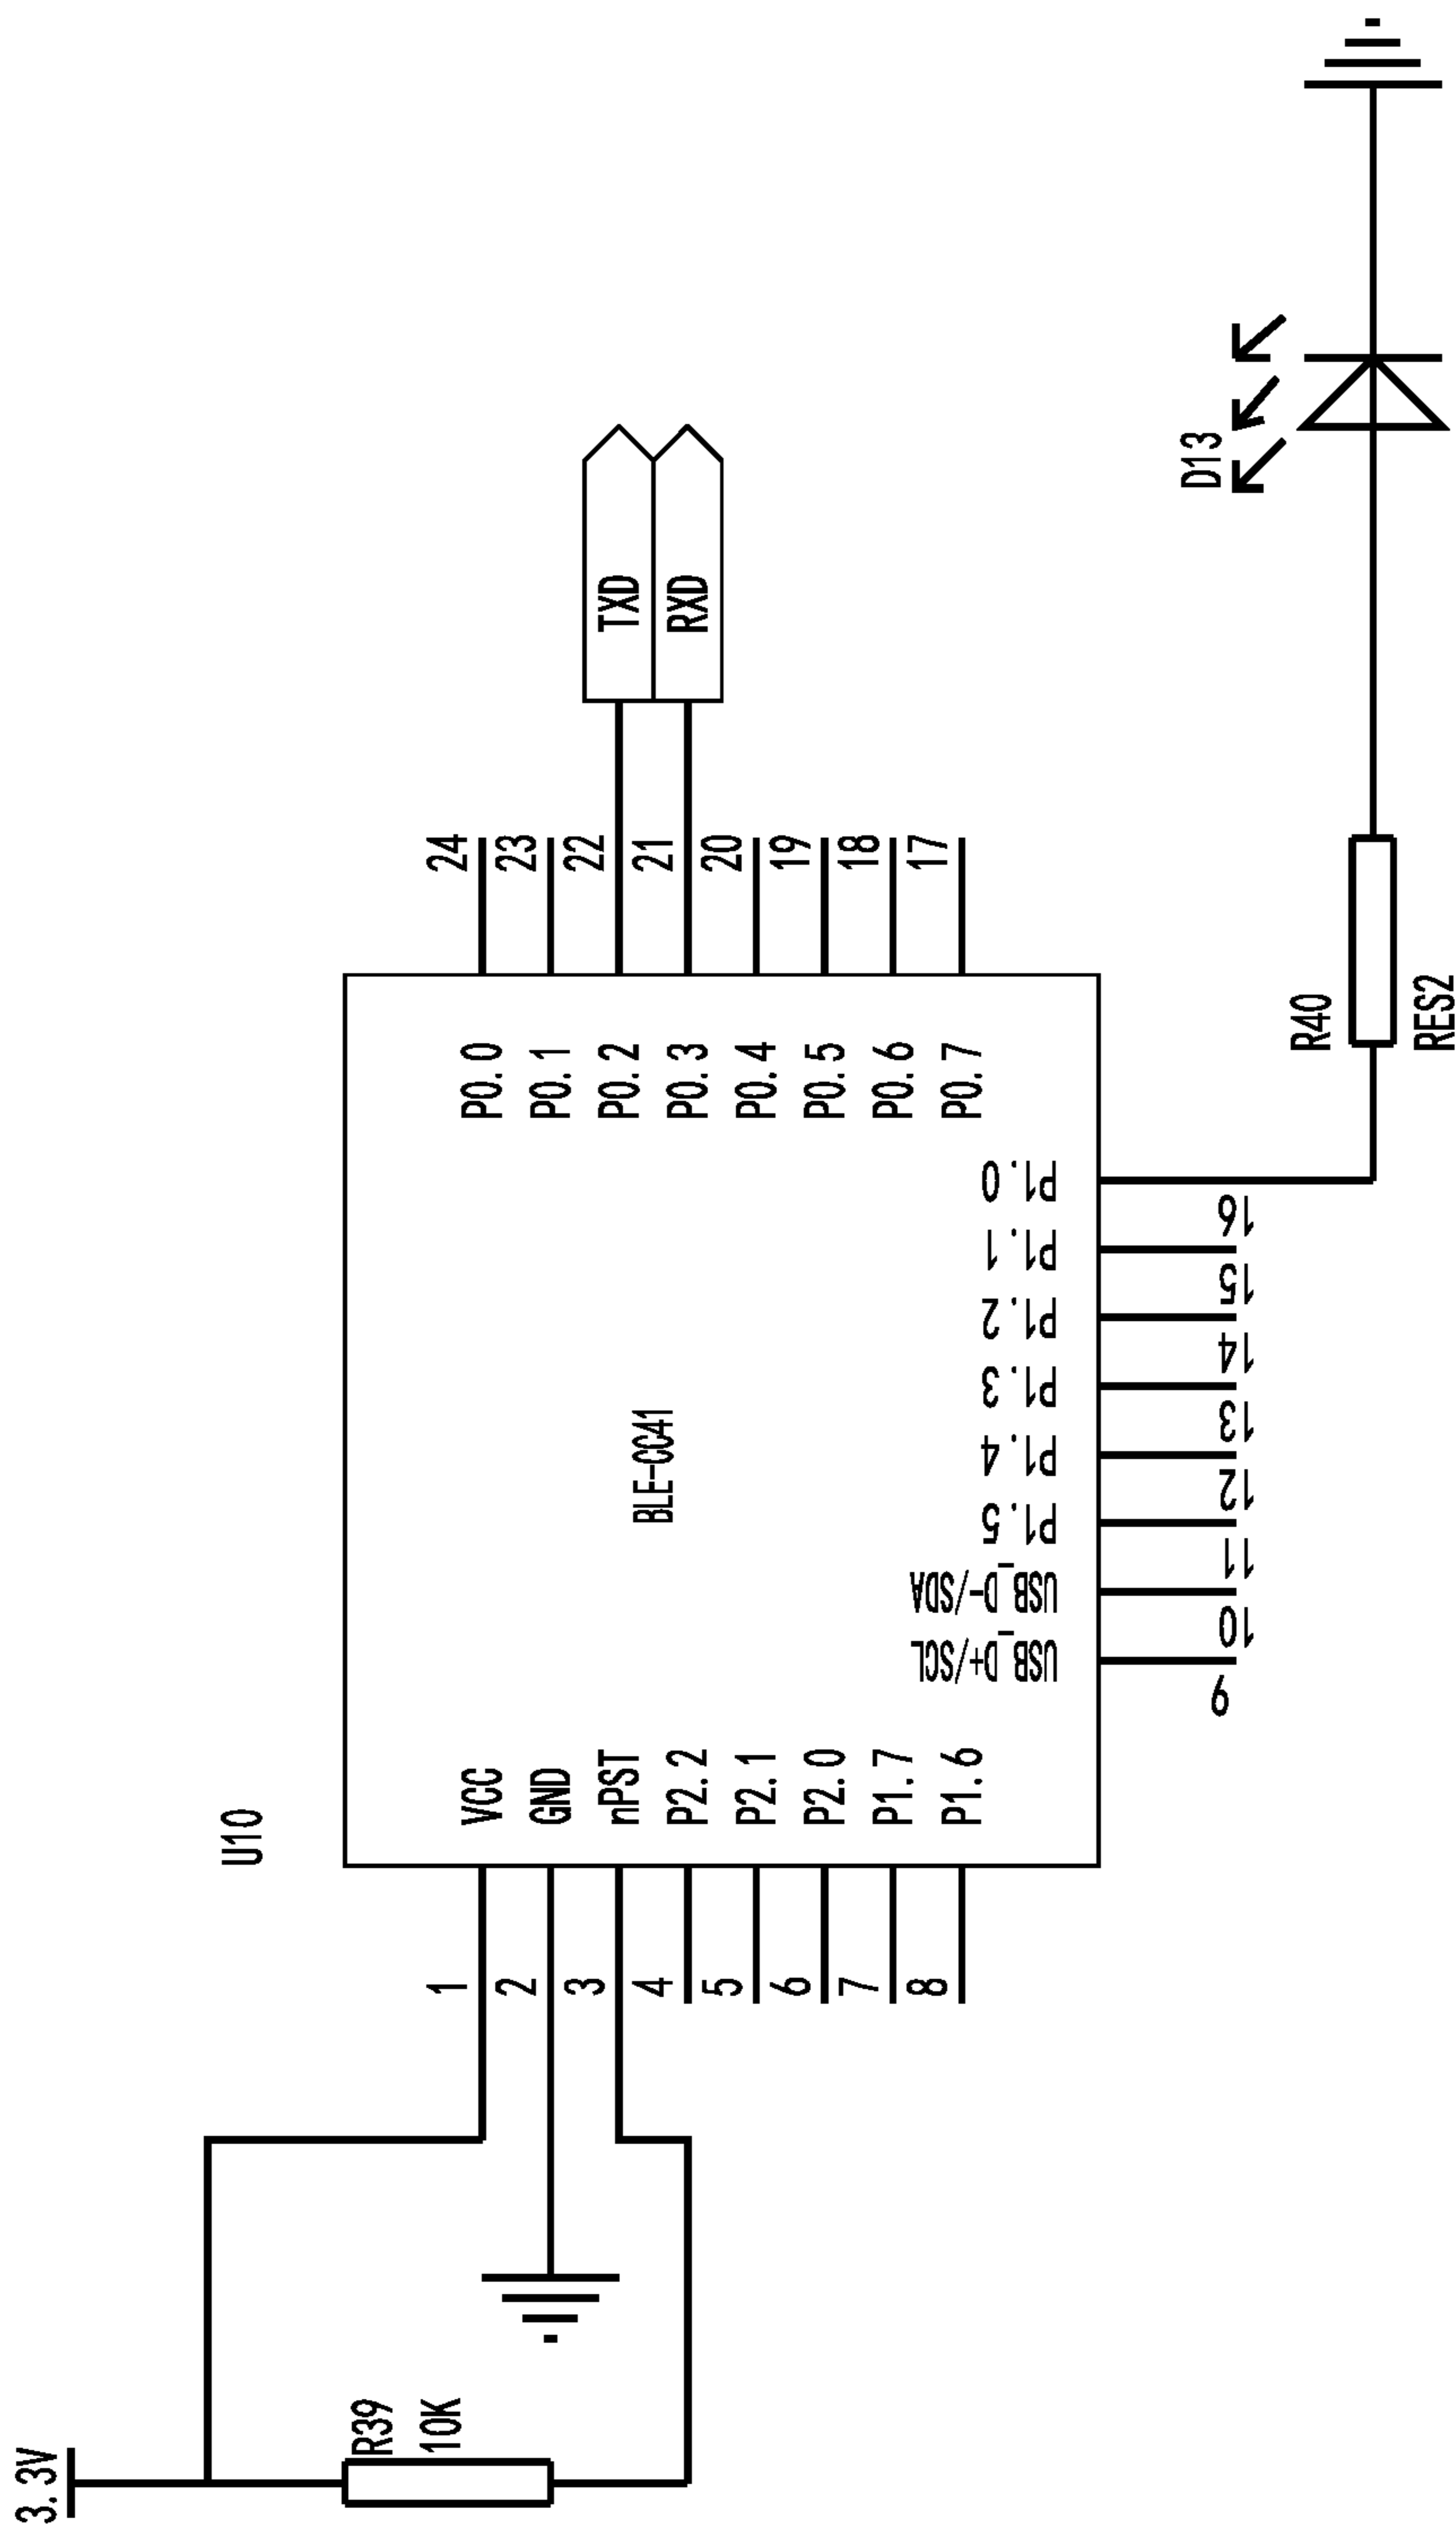 3.3V
U10
R39
10K
1 VCC P0.0 24
2 GND P0.1 23
3 nPST P0.2 22 TXD
4 P2.2 P0.3 21 RXD
5 P2.1 P0.4 20
6 P2.0 P0.5 19
7 P1.7 P0.6 18
8 P1.6 P0.7 17
BLE-CC41
USB_D+/SCL
USB_D-/SDA
P1.5
P1.4
P1.3
P1.2
P1.1
P1.0
9
10
11
12
13
14
15
16
D13
R40
RES2